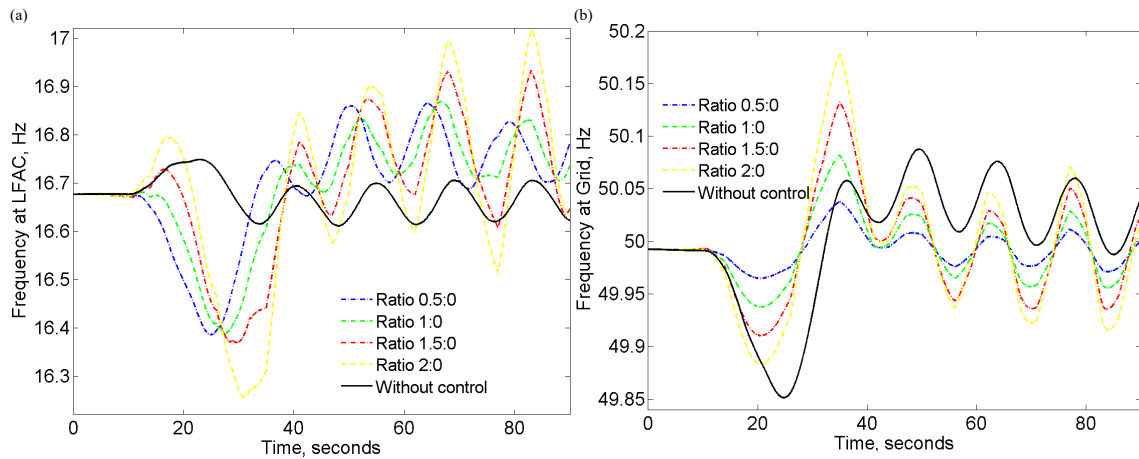 (a)
Frequency at LFAC, Hz
17
16.9
16.8
16.7
16.6
16.5
16.4
16.3
0 20 40 60 80
Time, seconds
Ratio 0.5:0
Ratio 1:0
Ratio 1.5:0
Ratio 2:0
Without control
(b)
Frequency at Grid, Hz
50.2
50.15
50.1
50.05
50
49.95
49.9
49.85
0 20 40 60 80
Time, seconds
Ratio 0.5:0
Ratio 1:0
Ratio 1.5:0
Ratio 2:0
Without control